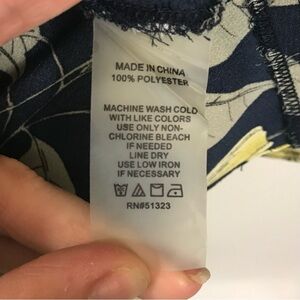 MADE IN CHINA
100% POLYESTER
MACHINE WASH COLD
WITH LIKE COLORS
USE ONLY NON-
CHLORINE BLEACH
IF NEEDED
LINE DRY
USE LOW IRON
IF NECESSARY
RN#51323